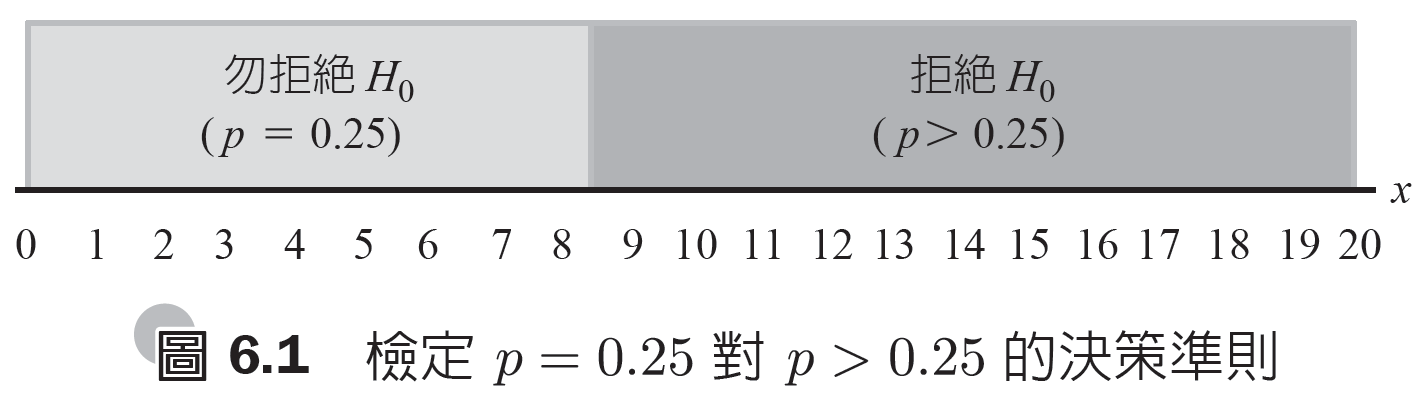 勿拒絕 H₀ 拒絕 H₀
(p = 0.25) (p > 0.25)
x
0 1 2 3 4 5 6 7 8 9 10 11 12 13 14 15 16 17 18 19 20
圖 6.1 檢定 p = 0.25 對 p > 0.25 的決策準則